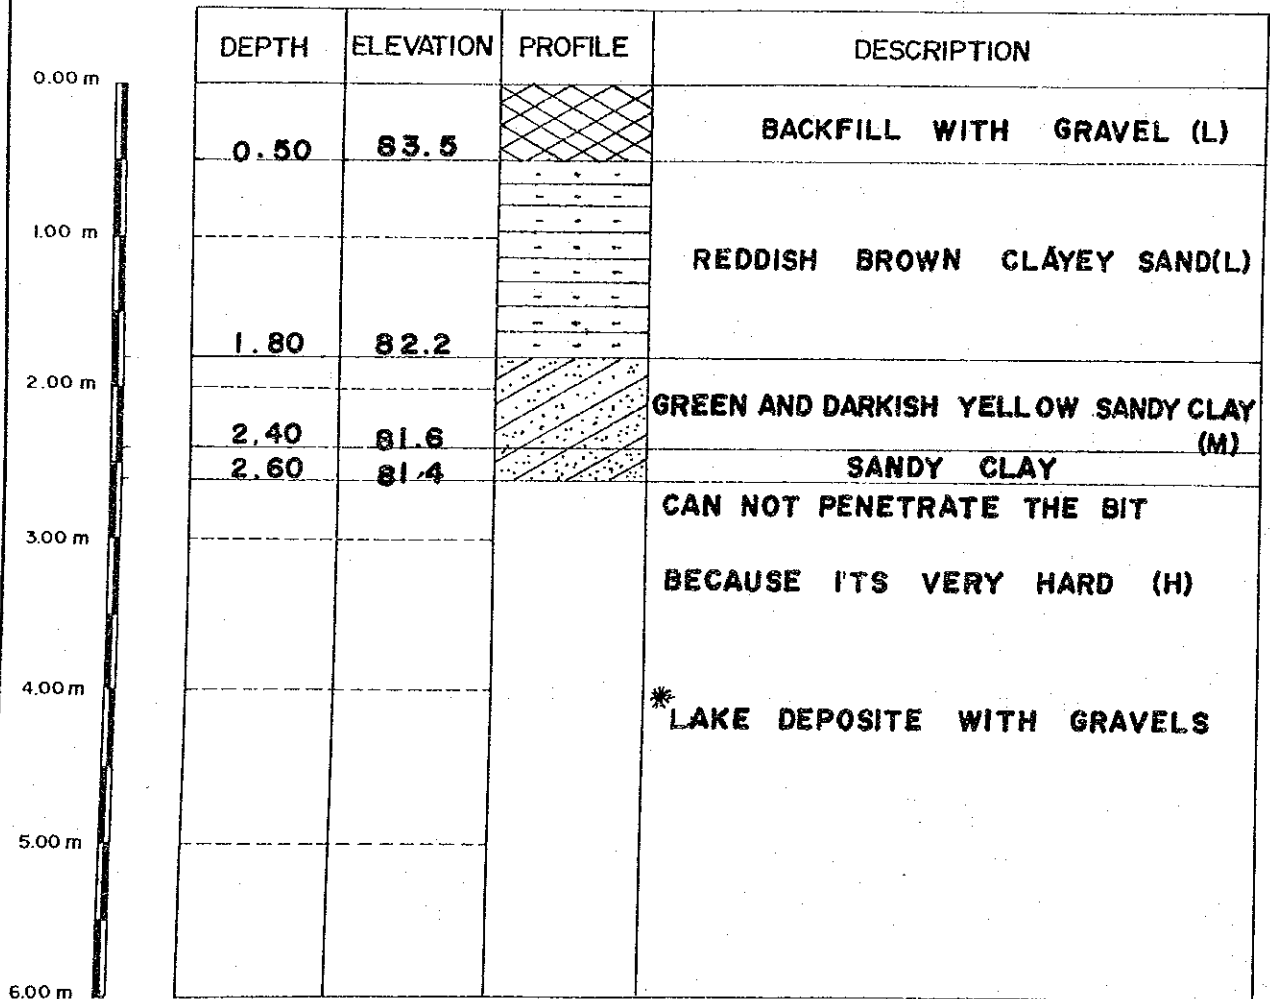 DEPTH ELEVATION PROFILE DESCRIPTION
0.00 m
BACKFILL WITH GRAVEL (L)
0.50 83.5
1.00 m
REDDISH BROWN CLAYEY SAND(L)
1.80 82.2
2.00 m
GREEN AND DARKISH YELLOW SANDY CLAY
2.40 81.6 (M)
2.60 81.4 SANDY CLAY
CAN NOT PENETRATE THE BIT
3.00 m
BECAUSE ITS VERY HARD (H)
4.00 m
*LAKE DEPOSITE WITH GRAVELS
5.00 m
6.00 m